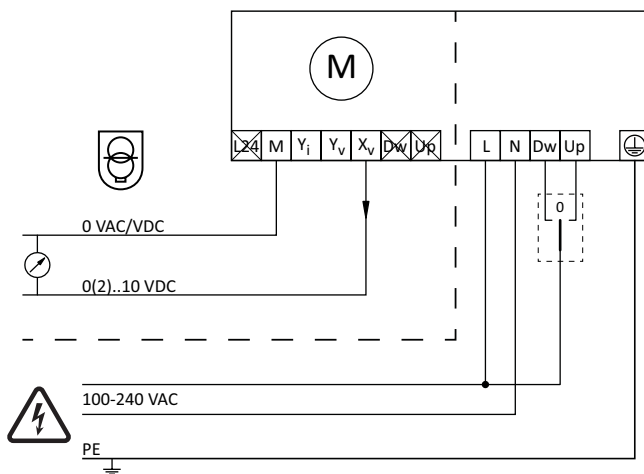 M
L24 M Yi Yv Xv Dw Up L N Dw Up
0
0 VAC/VDC
0(2)..10 VDC
100-240 VAC
PE